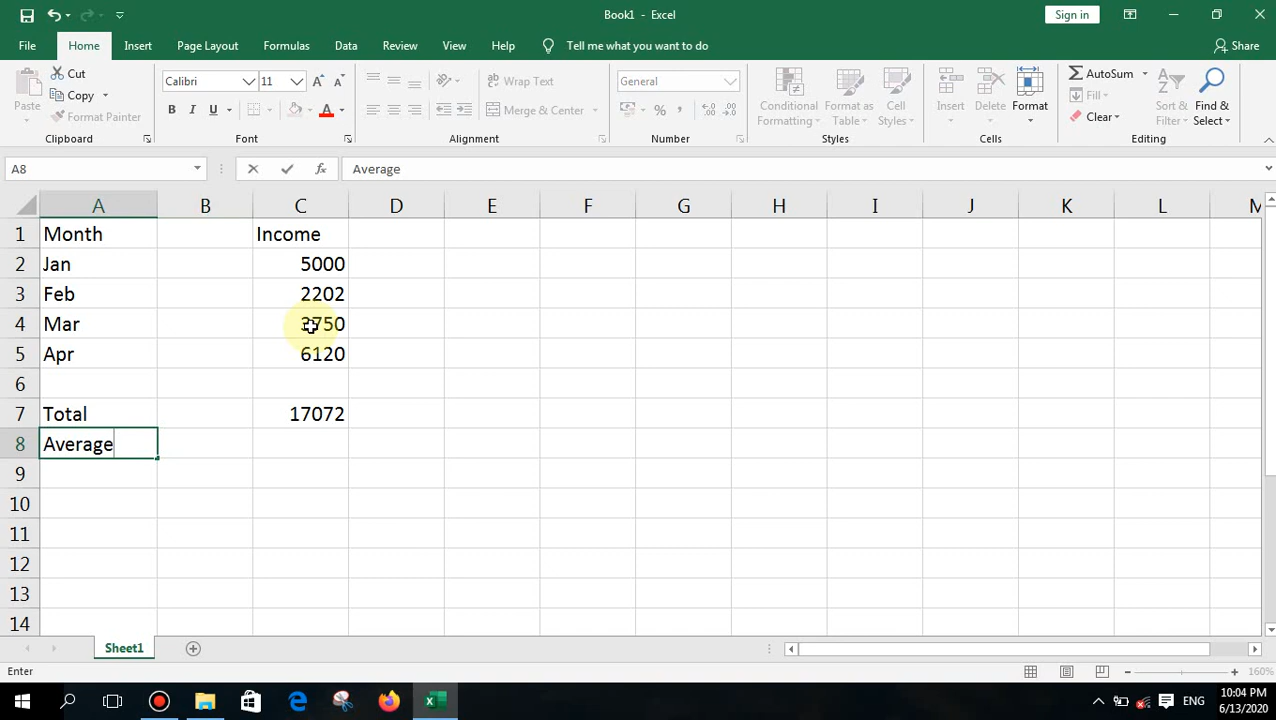 Book1 - Excel
Sign in
File Home Insert Page Layout Formulas Data Review View Help Tell me what you want to do Share
Paste
Cut
Copy
Format Painter
Clipboard
Calibri 11 A A
B I U A
Font
ab Wrap Text
Merge & Center
Alignment
General
% ,
Number
Conditions Formatting
Format as Table
Cell Styles
Styles
Insert
Delete
Format
Cells
AutoSum
Fill
Clear
Sort & Filter
Find & Select
Editing
A8 fx Average
A B C D E F G H I J K L M
1 Month Income
2 Jan 5000
3 Feb 2202
4 Mar 3750
5 Apr 6120
6
7 Total 17072
8 Average
9
10
11
12
13
14
Sheet1
Enter 160%
ENG 10:04 PM
6/13/2020